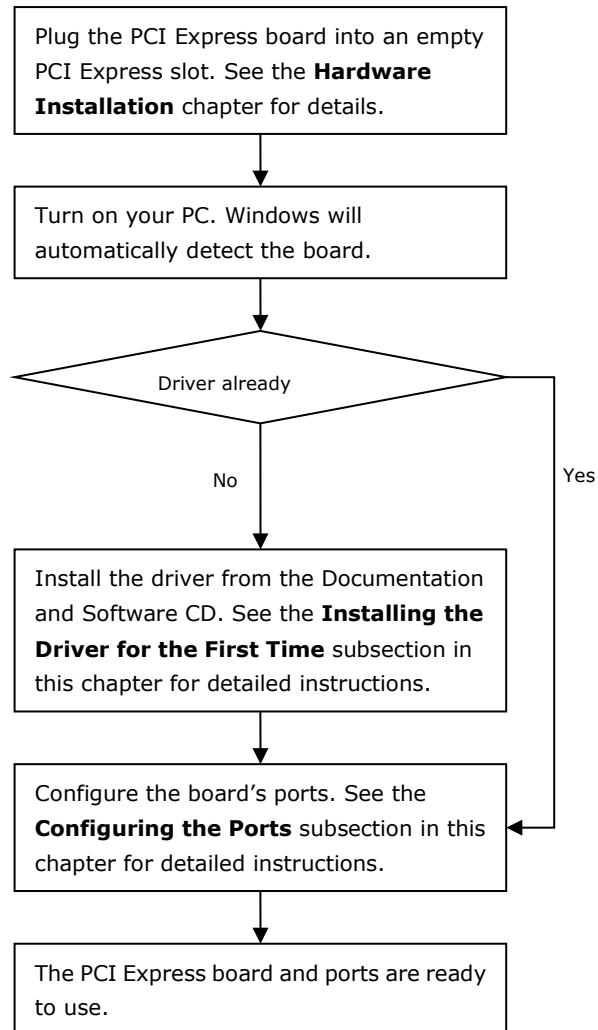 Plug the PCI Express board into an empty
PCI Express slot. See the Hardware
Installation chapter for details.
Turn on your PC. Windows will
automatically detect the board.
Driver already
No
Yes
Install the driver from the Documentation
and Software CD. See the Installing the
Driver for the First Time subsection in
this chapter for detailed instructions.
Configure the board’s ports. See the
Configuring the Ports subsection in this
chapter for detailed instructions.
The PCI Express board and ports are ready
to use.